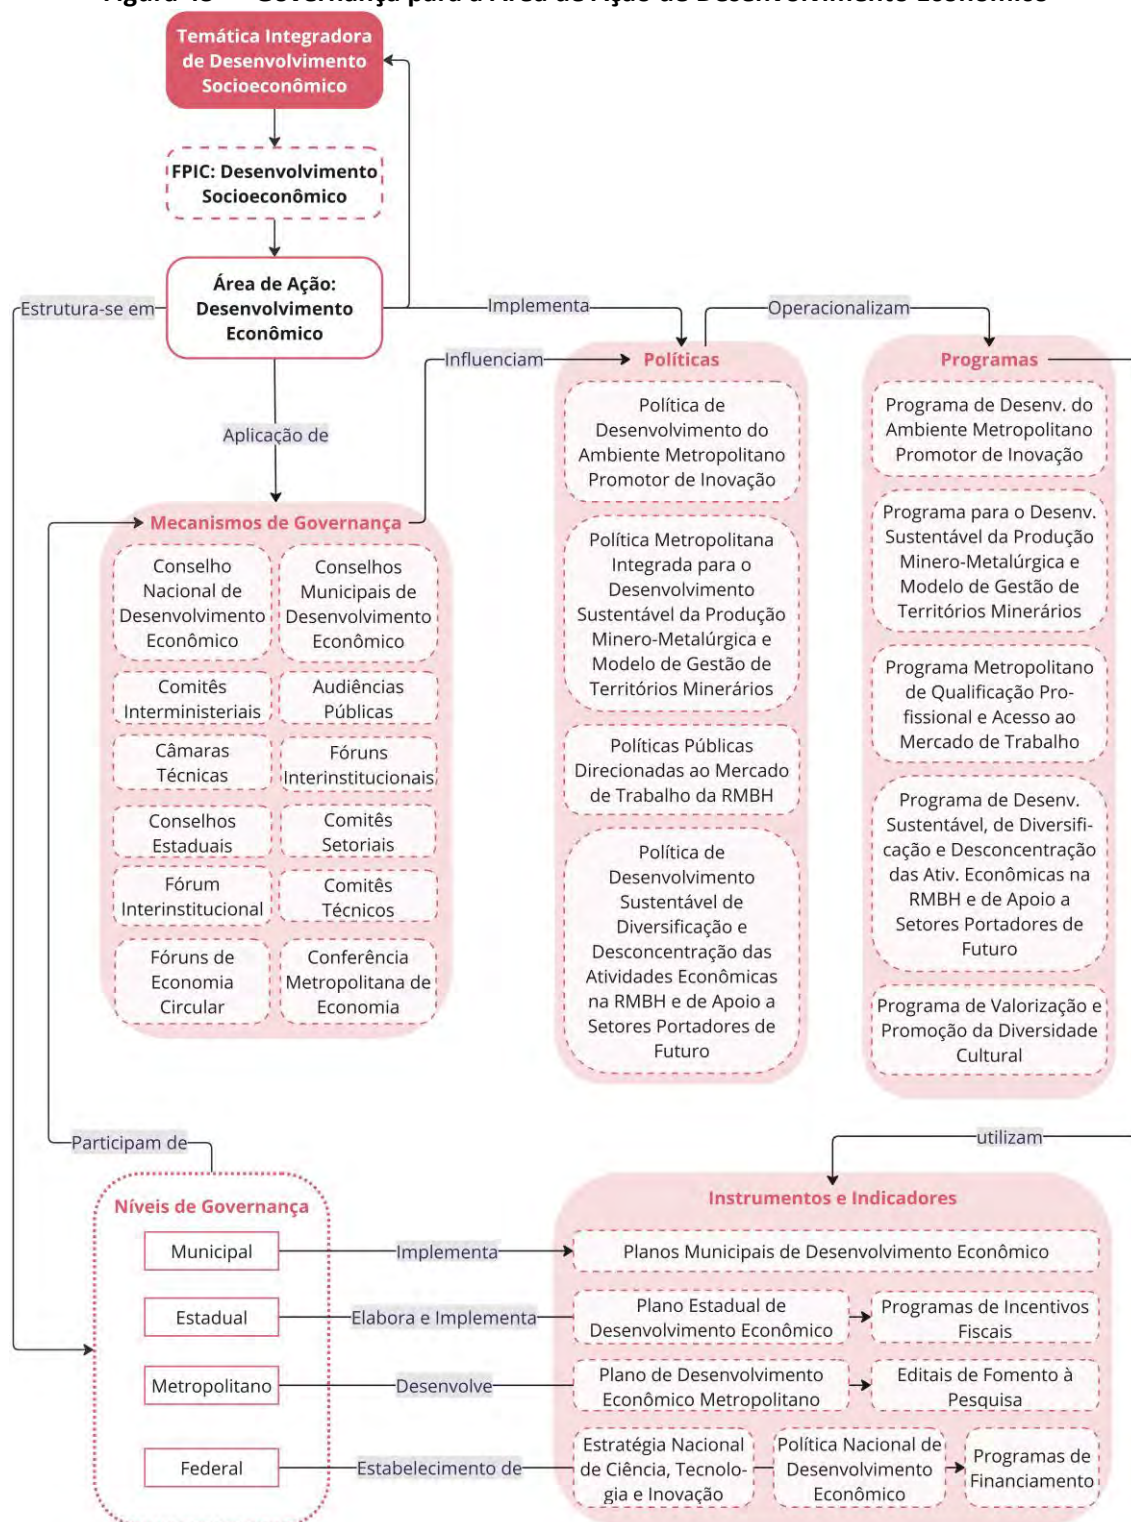 Temática Integradora
de Desenvolvimento
Socioeconômico
FPIC: Desenvolvimento
Socioeconômico
Área de Ação:
Desenvolvimento
Econômico
Estrutura-se em
Implementa
Operacionalizam
Influenciam
Aplicação de
Políticas
Política de
Desenvolvimento do
Ambiente Metropolitano
Promotor de Inovação
Política Metropolitana
Integrada para o
Desenvolvimento
Sustentável da Produção
Minero-Metalúrgica e
Modelo de Gestão de
Territórios Minerários
Políticas Públicas
Direcionadas ao Mercado
de Trabalho da RMBH
Política de
Desenvolvimento
Sustentável de
Diversificação e
Desconcentração das
Atividades Econômicas
na RMBH e de Apoio a
Setores Portadores de
Futuro
Programas
Programa de Desenv. do
Ambiente Metropolitano
Promotor de Inovação
Programa para o Desenv.
Sustentável da Produção
Minero-Metalúrgica e
Modelo de Gestão de
Territórios Minerários
Programa Metropolitano
de Qualificação Pro-
fissional e Acesso ao
Mercado de Trabalho
Programa de Desenv.
Sustentável, de Diversifi-
cação e Desconcentração
das Ativ. Econômicas na
RMBH e de Apoio a
Setores Portadores de
Futuro
Programa de Valorização e
Promoção da Diversidade
Cultural
Mecanismos de Governança
Conselho
Nacional de
Desenvolvimento
Econômico
Conselhos
Municipais de
Desenvolvimento
Econômico
Comitês
Interministeriais
Audiências
Públicas
Câmaras
Técnicas
Fóruns
Interinstitucionais
Conselhos
Estaduais
Comitês
Setoriais
Fórum
Interinstitucional
Comitês
Técnicos
Fóruns de
Economia
Circular
Conferência
Metropolitana de
Economia
Participam de
utilizam
Níveis de Governança
Instrumentos e Indicadores
Municipal
Implementa
Planos Municipais de Desenvolvimento Econômico
Estadual
Elabora e Implementa
Plano Estadual de
Desenvolvimento Econômico
Programas de Incentivos
Fiscais
Metropolitano
Desenvolve
Plano de Desenvolvimento
Econômico Metropolitano
Editais de Fomento à
Pesquisa
Federal
Estabelecimento de
Estratégia Nacional
de Ciência, Tecnolo-
gia e Inovação
Política Nacional de
Desenvolvimento
Econômico
Programas de
Financiamento